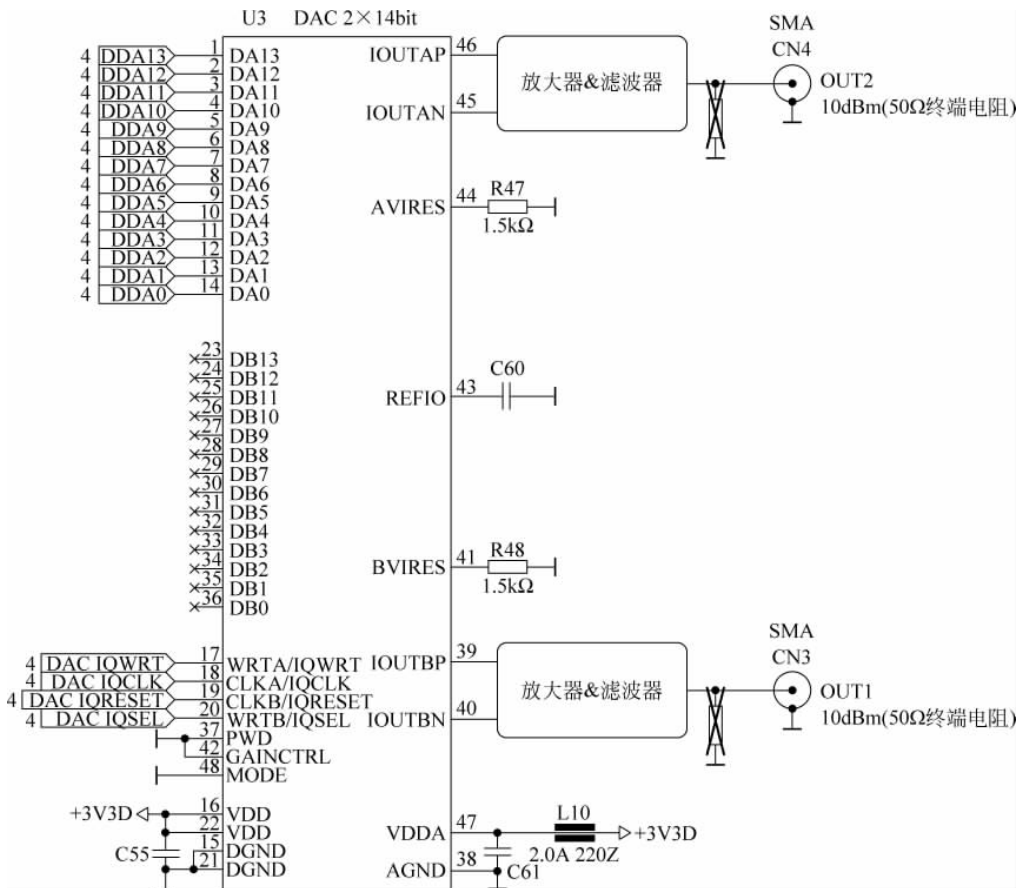 U3 DAC 2×14bit
4 DDA13 1 DA13
4 DDA12 2 DA12
4 DDA11 3 DA11
4 DDA10 4 DA10
4 DDA9 5 DA9
4 DDA8 6 DA8
4 DDA7 7 DA7
4 DDA6 8 DA6
4 DDA5 9 DA5
4 DDA4 10 DA4
4 DDA3 11 DA3
4 DDA2 12 DA2
4 DDA1 13 DA1
4 DDA0 14 DA0
23 DB13
24 DB12
25 DB11
26 DB10
27 DB9
28 DB8
29 DB7
30 DB6
31 DB5
32 DB4
33 DB3
34 DB2
35 DB1
36 DB0
4 DAC IQWRT 17 WRTA/IQWRT
4 DAC IQCLK 18 CLKA/IQCLK
4 DAC IQRESET 19 CLKB/IQRESET
4 DAC IQSEL 20 WRTB/IQSEL
37 PWD
42 GAINCTRL
48 MODE
+3V3D 16 VDD
22 VDD
C55 15 DGND
21 DGND
IOUTAP 46
IOUTAN 45
放大器&滤波器
SMA
CN4
OUT2
10dBm(50Ω终端电阻)
AVIRES 44 R47
1.5kΩ
REFIO 43 C60
BVIRES 41 R48
1.5kΩ
IOUTBP 39
IOUTBN 40
放大器&滤波器
SMA
CN3
OUT1
10dBm(50Ω终端电阻)
VDDA 47 L10 +3V3D
2.0A 220Z
AGND 38 C61